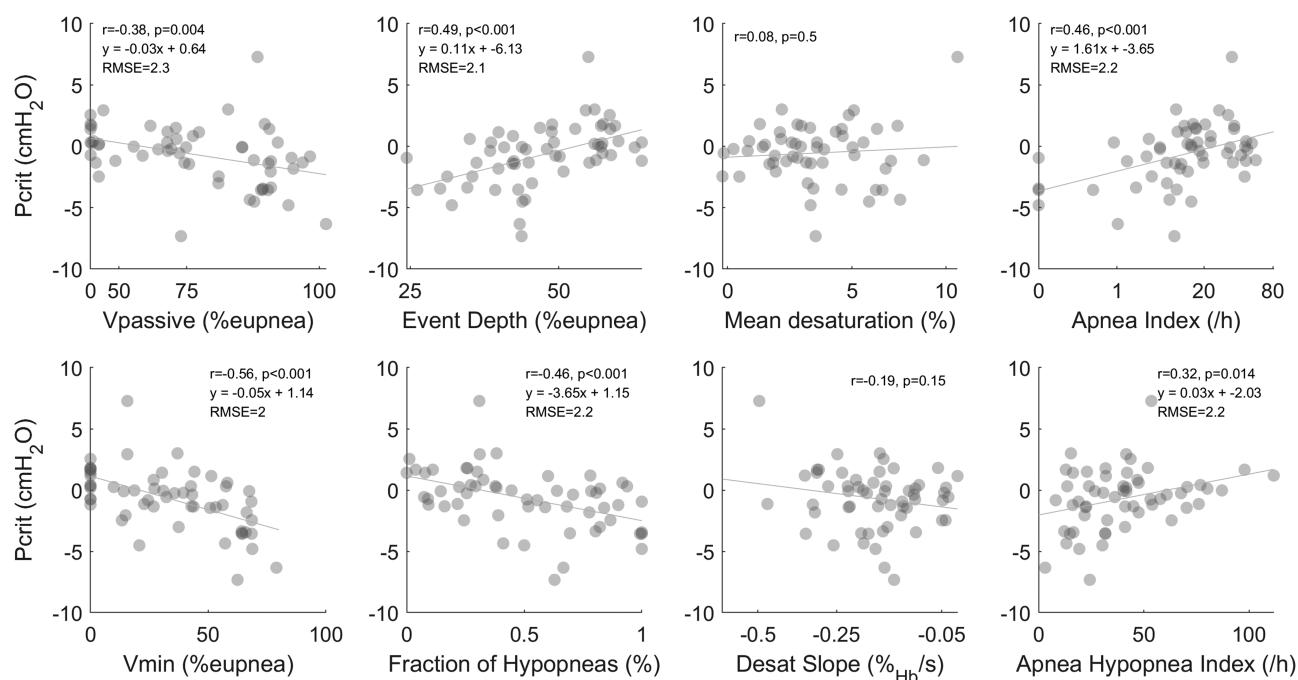 r=-0.38, p=0.004
y = -0.03x + 0.64
RMSE=2.3
10
5
0
-5
-10
Pcrit (cmH2O)
0 50 75 100
Vpassive (%eupnea)
r=0.49, p<0.001
y = 0.11x + -6.13
RMSE=2.1
10
5
0
-5
-10
25 50
Event Depth (%eupnea)
r=0.08, p=0.5
10
5
0
-5
-10
0 5 10
Mean desaturation (%)
r=0.46, p<0.001
y = 1.61x + -3.65
RMSE=2.2
10
5
0
-5
-10
0 1 20 80
Apnea Index (/h)
r=-0.56, p<0.001
y = -0.05x + 1.14
RMSE=2
10
5
0
-5
-10
Pcrit (cmH2O)
0 50 100
Vmin (%eupnea)
r=-0.46, p<0.001
y = -3.65x + 1.15
RMSE=2.2
10
5
0
-5
-10
0 0.5 1
Fraction of Hypopneas (%)
r=-0.19, p=0.15
10
5
0
-5
-10
-0.5 -0.25 -0.05
Desat Slope (%Hb/s)
r=0.32, p=0.014
y = 0.03x + -2.03
RMSE=2.2
10
5
0
-5
-10
0 50 100
Apnea Hypopnea Index (/h)